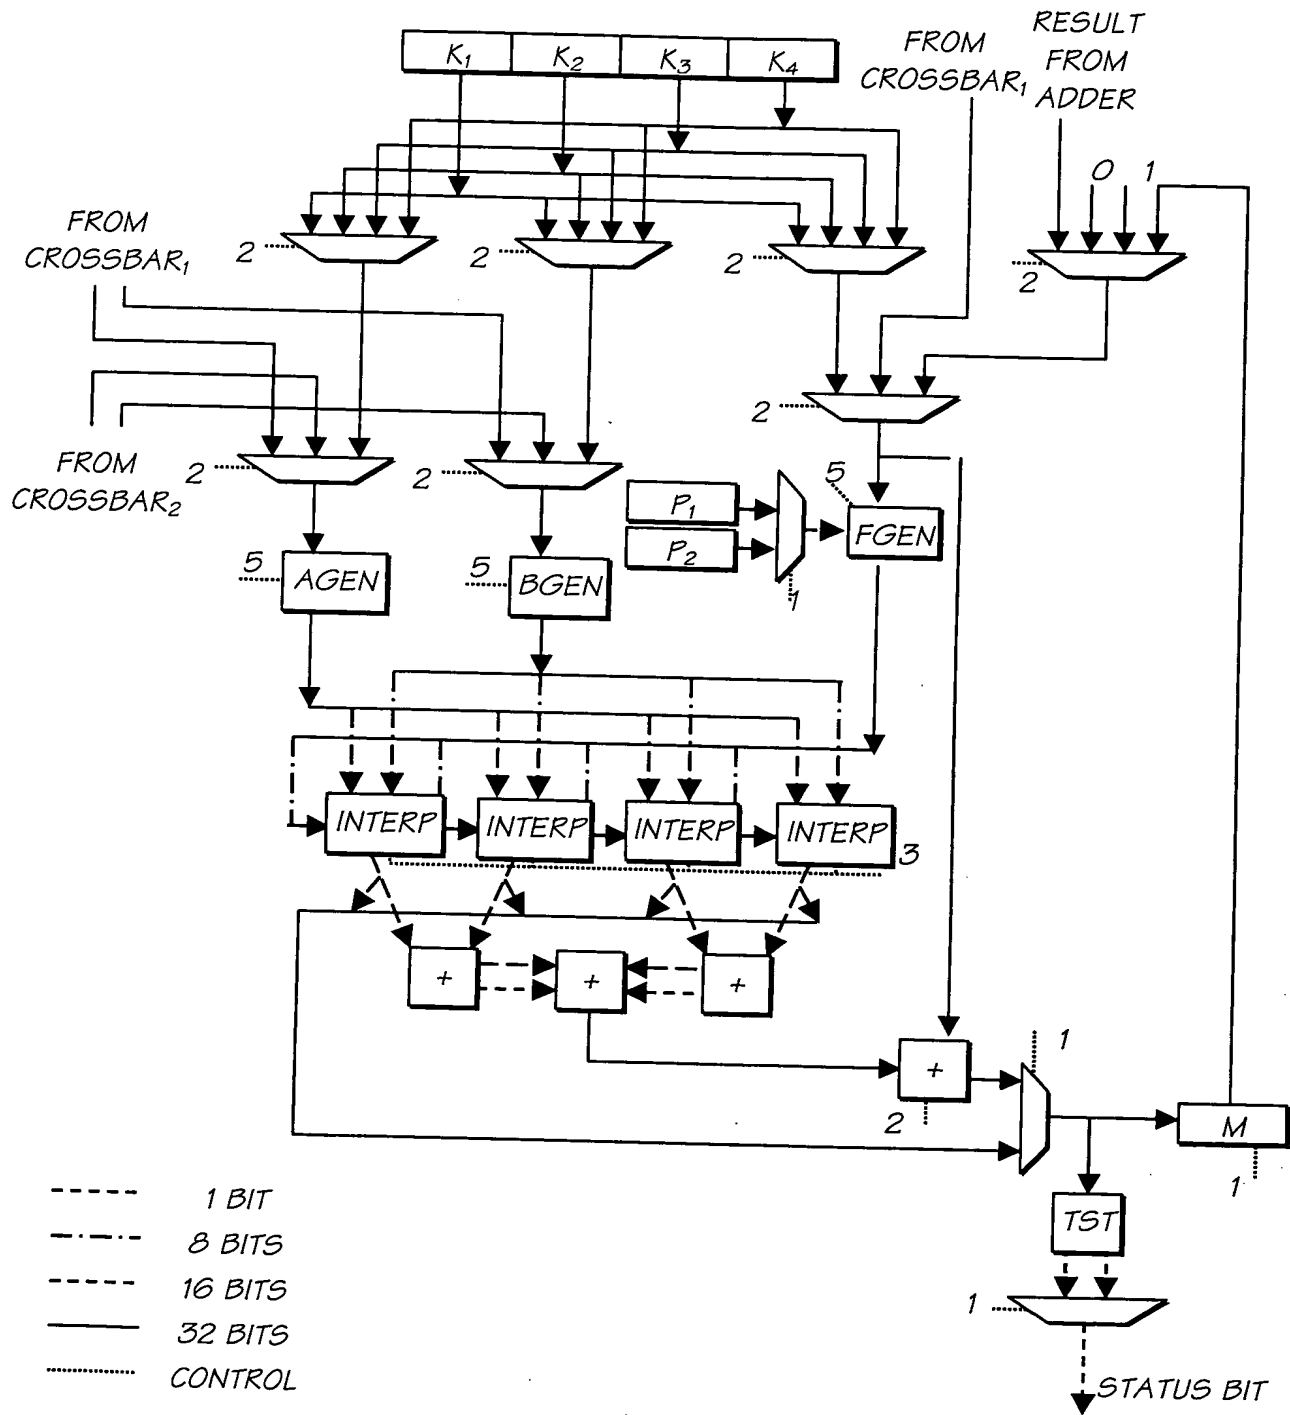 K1 K2 K3 K4
FROM
CROSSBAR1
RESULT
FROM
ADDER
0 1
FROM
CROSSBAR1
2
2
2
2
2
FROM
CROSSBAR2
2
2
P1
P2
1
5
FGEN
5
AGEN
5
BGEN
INTERP INTERP INTERP INTERP
3
+ + +
+
2
1
M
1
TST
1
STATUS BIT
1 BIT
8 BITS
16 BITS
32 BITS
CONTROL